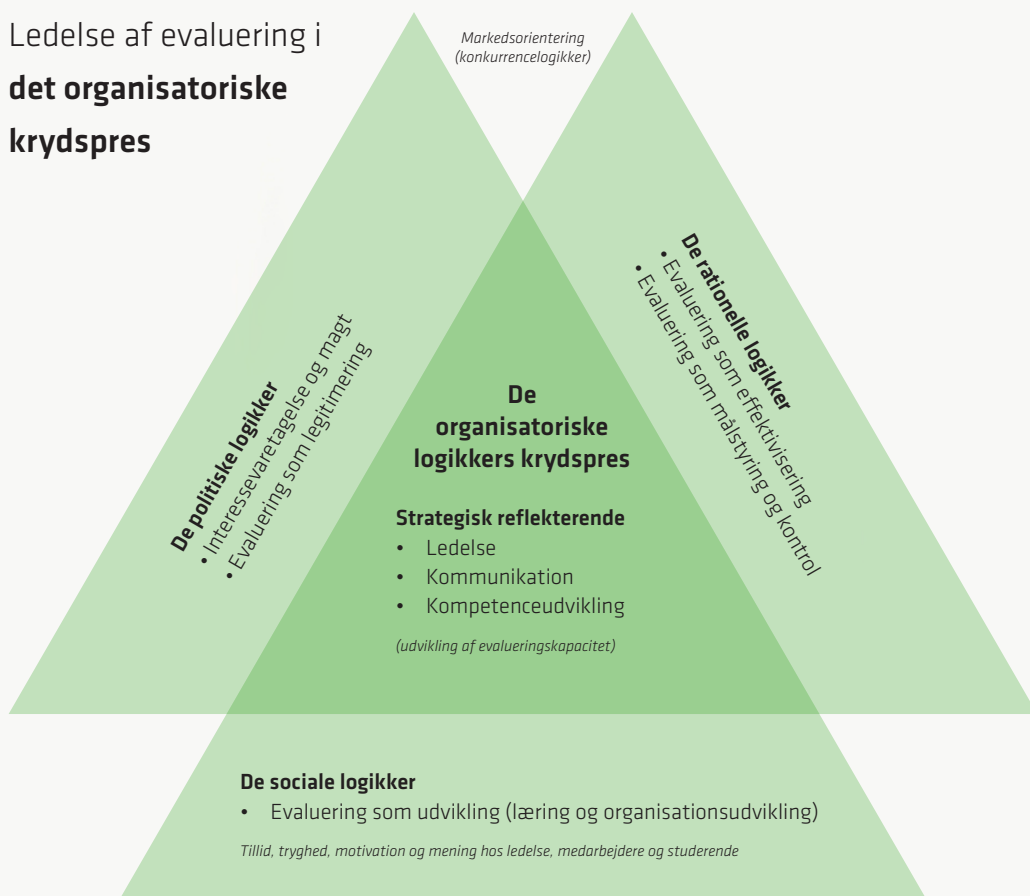 Ledelse af evaluering i
det organisatoriske
krydspres
Markedsorientering
(konkurrencelogikker)
De politiske logikker
• Interessevaretagelse og magt
• Evaluering som legitimering
De rationelle logikker
• Evaluering som effektivisering
• Evaluering som målstyring og kontrol
De
organisatoriske
logikkers krydspres
Strategisk reflekterende
• Ledelse
• Kommunikation
• Kompetenceudvikling
(udvikling af evalueringskapacitet)
De sociale logikker
• Evaluering som udvikling (læring og organisationsudvikling)
Tillid, tryghed, motivation og mening hos ledelse, medarbejdere og studerende